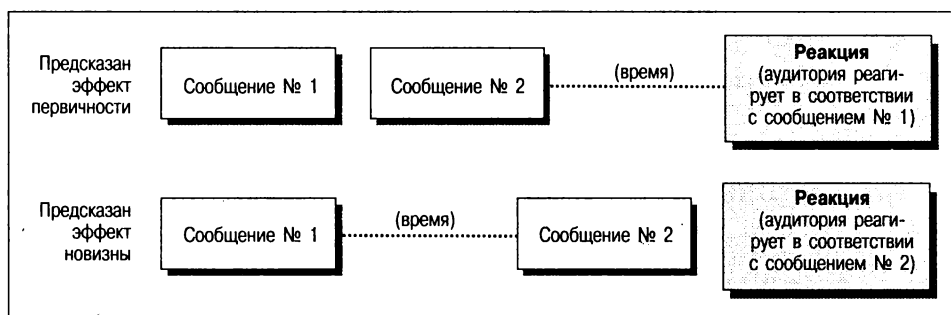 Предсказан
эффект
первичности
Сообщение № 1
Сообщение № 2
(время)
Реакция
(аудитория реаги-
рует в соответствии
с сообщением № 1)
Предсказан
эффект
новизны
Сообщение № 1
(время)
Сообщение № 2
Реакция
(аудитория реаги-
рует в соответствии
с сообщением № 2)